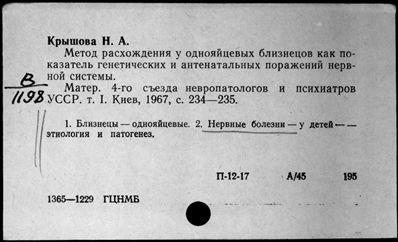 Крышова Н. А.
Метод расхождения у однояйцевых близнецов как по-
казатель генетических и антенатальных поражений нерв-
ной системы.
В
1198
Матер. 4-го съезда невропатологов и психиатров
УССР. т. I. Киев, 1967, с. 234—235.
1. Близнецы — однояйцевые. 2. Нервные болезни — у детей — —
этиология и патогенез.
П-12-17 А/45 195
1365—1229 ГЦНМБ